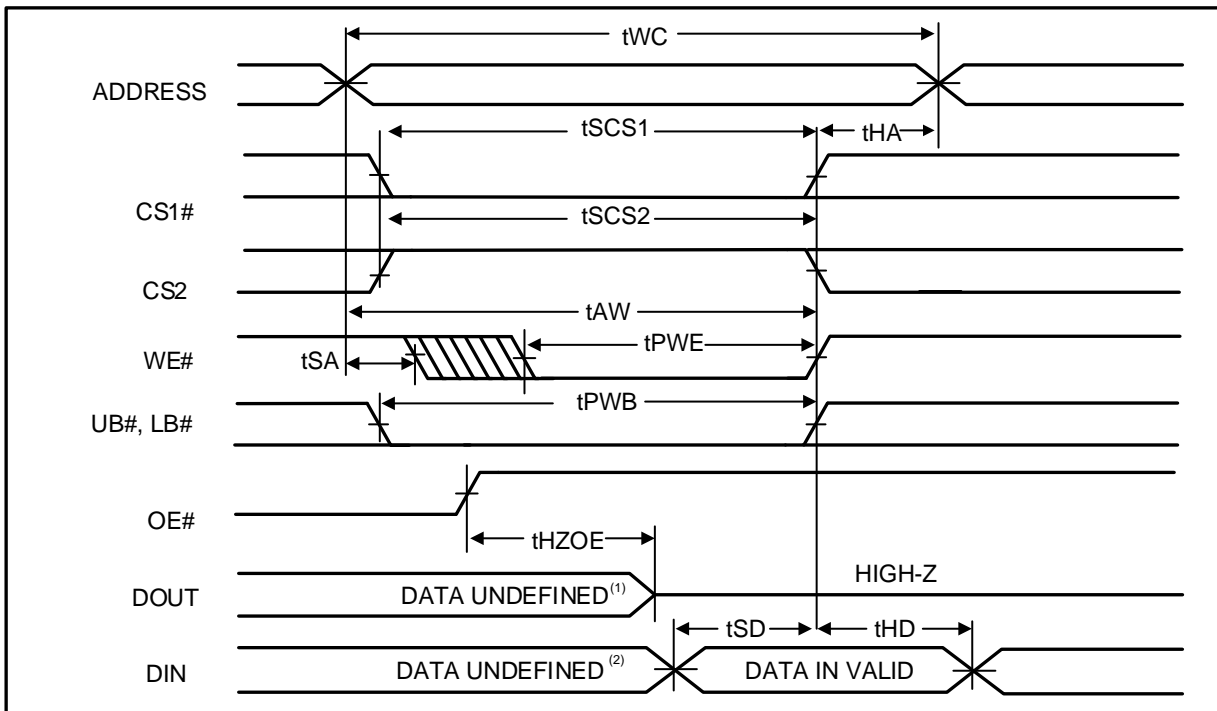 tWC
ADDRESS
tSCS1
tHA
CS1#
tSCS2
CS2
tAW
WE#
tSA
tPWE
UB#, LB#
tPWB
OE#
tHZOE
DOUT
DATA UNDEFINED (1)
HIGH-Z
tSD
tHD
DIN
DATA UNDEFINED (2)
DATA IN VALID